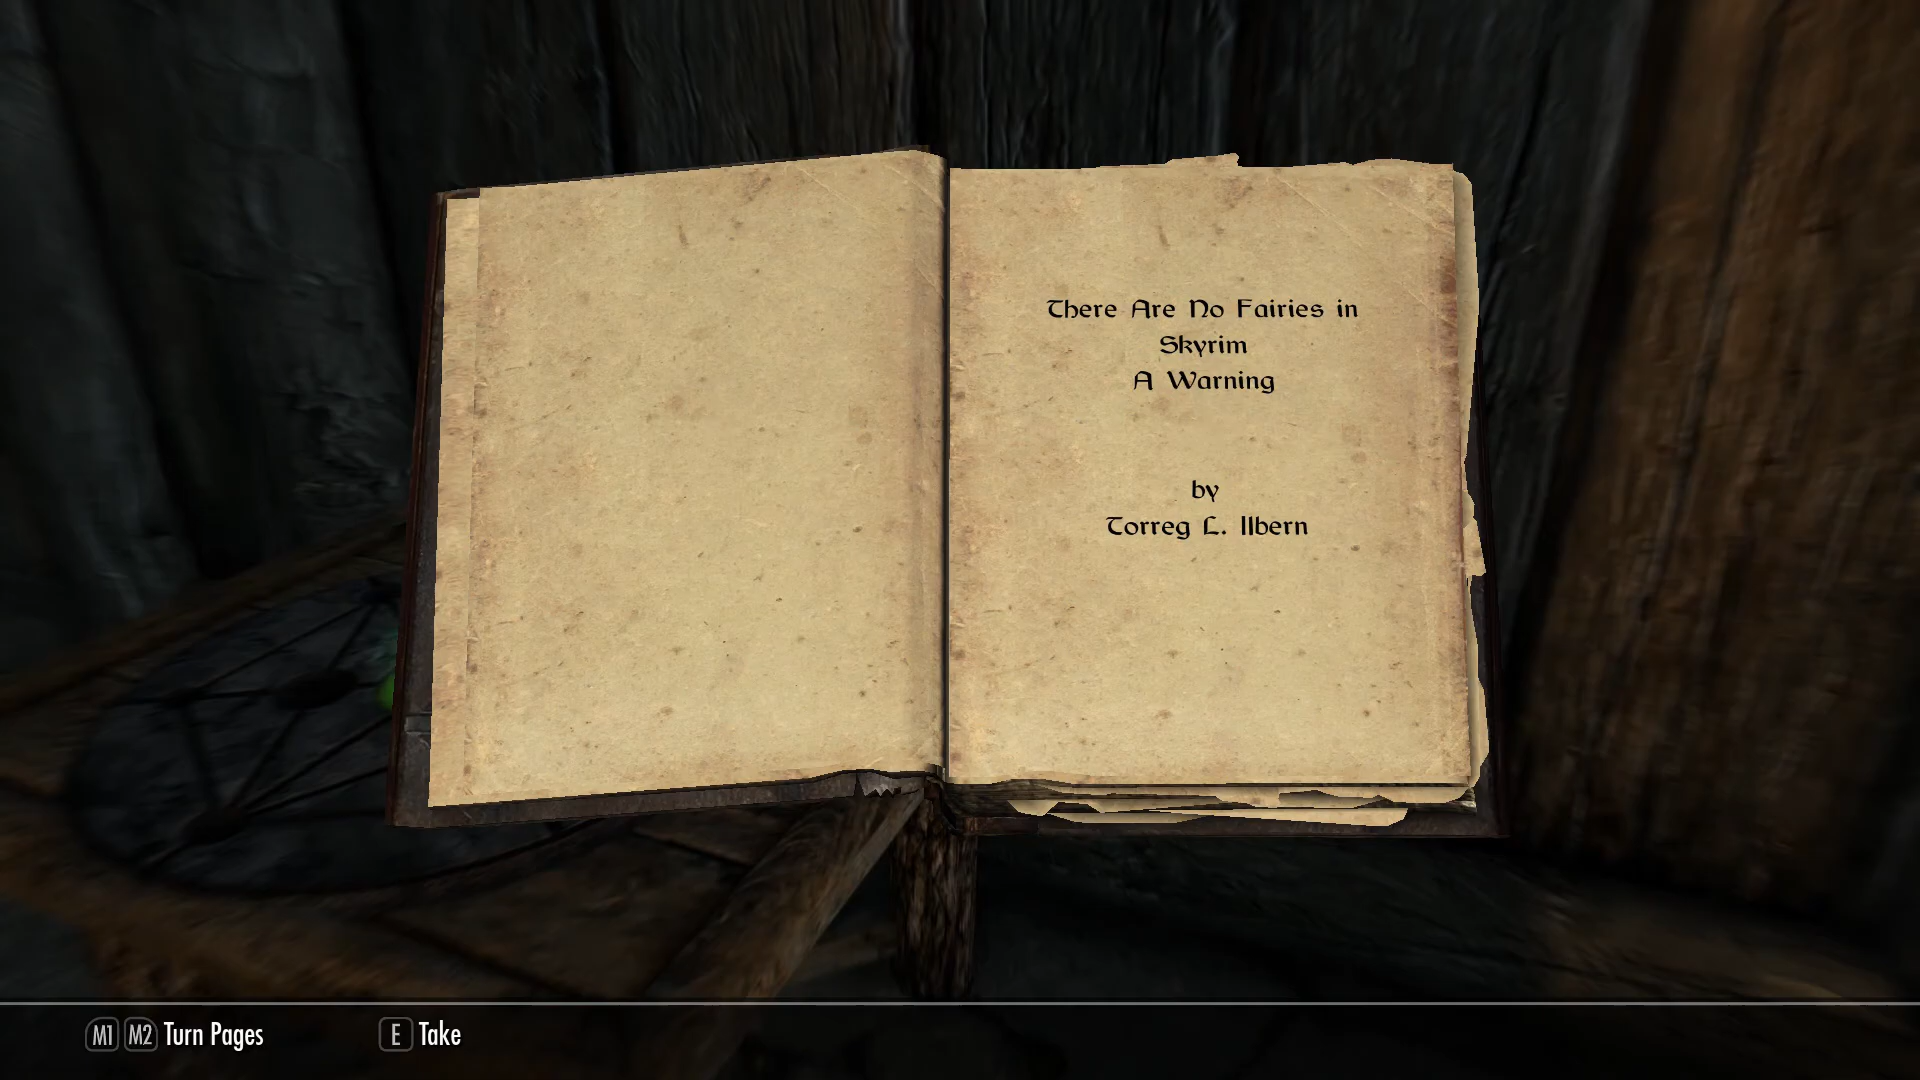 There Are No Fairies in
Skyrim
A Warning
by
Torreg L. Ilbern
M1 M2 Turn Pages
E Take